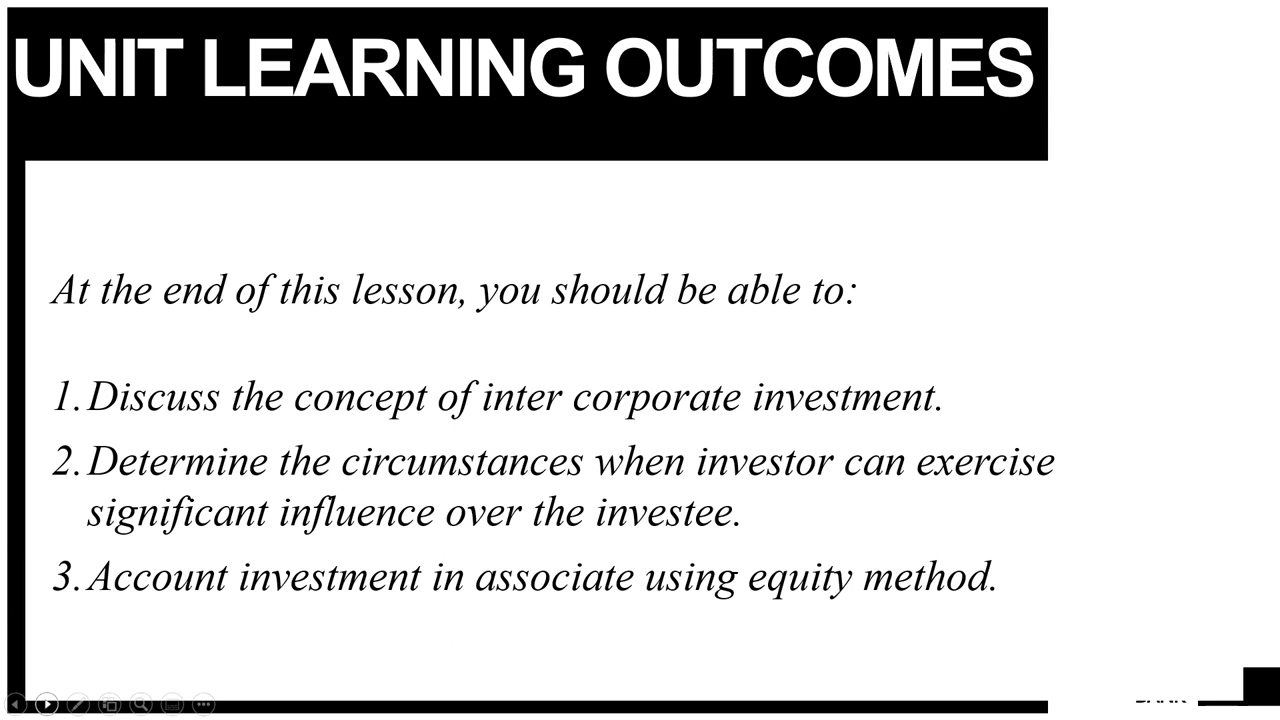 UNIT LEARNING OUTCOMES
At the end of this lesson, you should be able to:
1. Discuss the concept of inter corporate investment.
2. Determine the circumstances when investor can exercise
significant influence over the investee.
3. Account investment in associate using equity method.